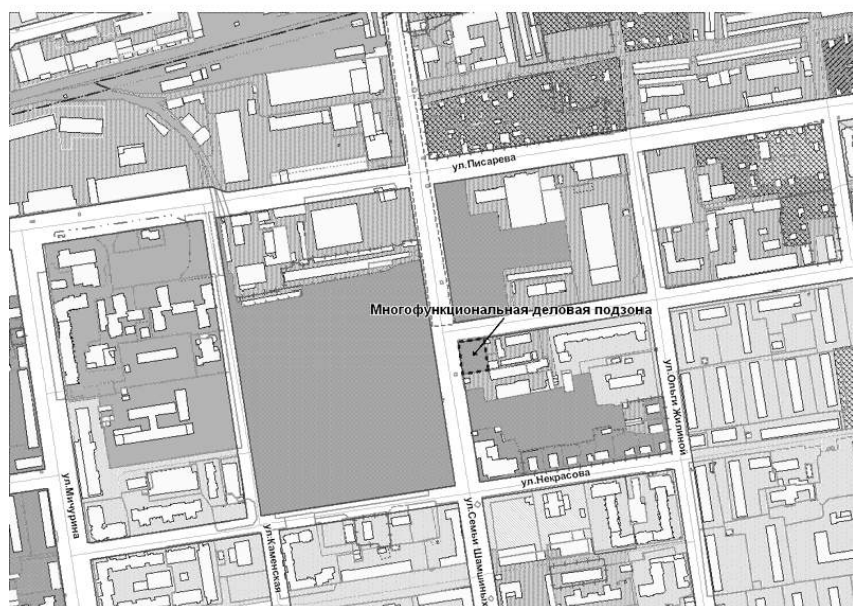 ул.Писарева
Многофункциональная деловая подзона
ул.Ольги Жилиной
ул.Некрасова
ул.Мичурина
ул.Каменская
ул.Семьи Шамшиных